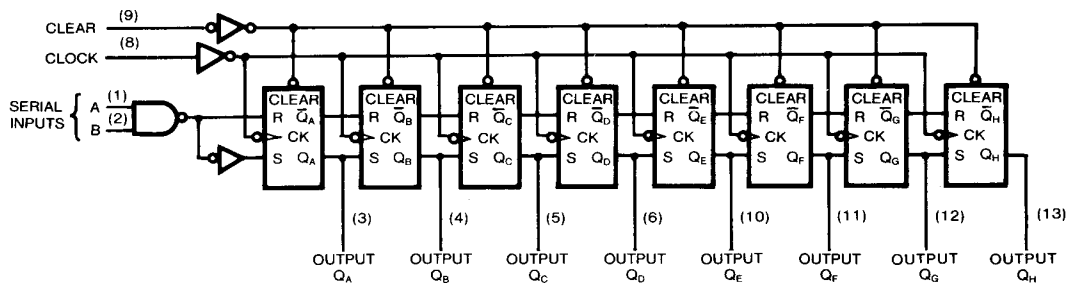 CLEAR (9)
CLOCK (8)
SERIAL INPUTS { A (1)
B (2)
CLEAR CLEAR CLEAR CLEAR CLEAR CLEAR CLEAR CLEAR
R Q̅A R Q̅B R Q̅C R Q̅D R Q̅E R Q̅F R Q̅G R Q̅H
CK CK CK CK CK CK CK CK
S QA S QB S QC S QD S QE S QF S QG S QH
(3) (4) (5) (6) (10) (11) (12) (13)
OUTPUT OUTPUT OUTPUT OUTPUT OUTPUT OUTPUT OUTPUT OUTPUT
QA QB QC QD QE QF QG QH